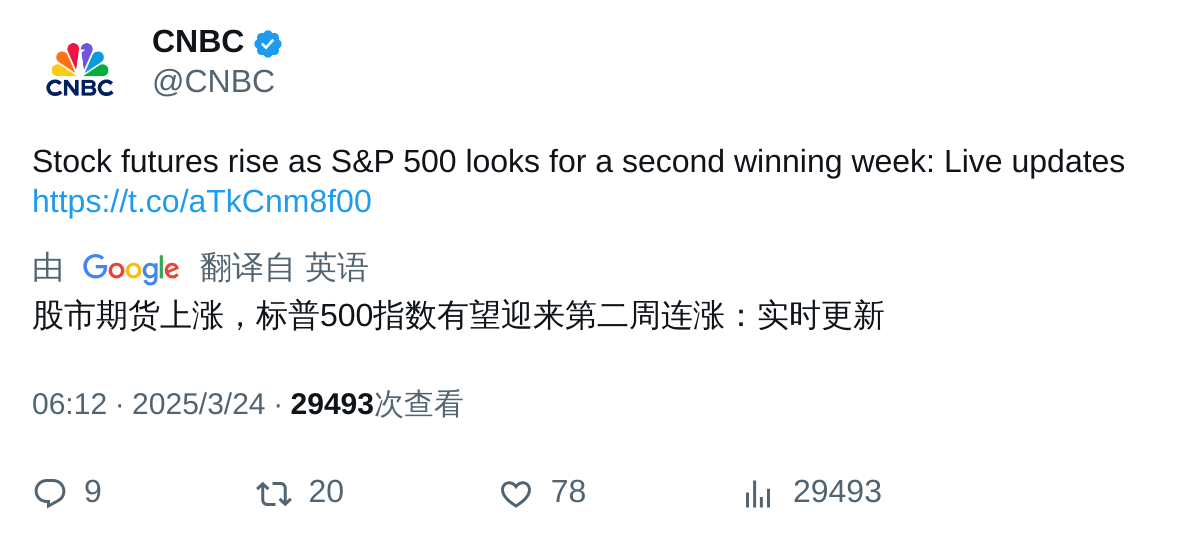 CNBC
@CNBC
CNBC
Stock futures rise as S&P 500 looks for a second winning week: Live updates
https://t.co/aTkCnm8f00
由 Google 翻译自 英语
股市期货上涨，标普500指数有望迎来第二周连涨：实时更新
06:12 · 2025/3/24 · 29493次查看
9 20 78 29493